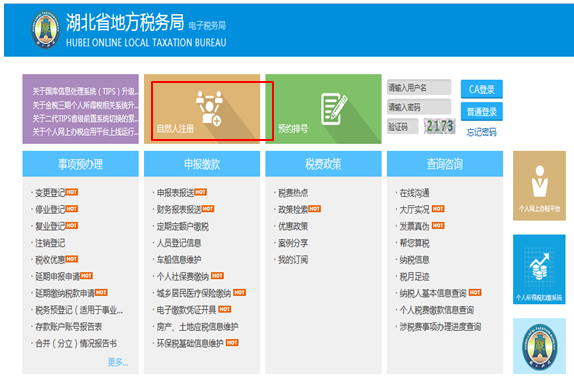 湖北省地方税务局 电子税务局
HUBEI ONLINE LOCAL TAXATION BUREAU
关于国库信息处理系统（TIPS）升级...
关于金税三期个人所得税相关系统升...
关于二代TIPS省级前置系统切换的紧...
关于个人网上办税应用平台上线运行...
自然人注册
预约排号
请输入用户名
请输入密码
验证码
2173
CA登录
普通登录
忘记密码
事项预办理
· 变更登记 HOT
· 停业登记 HOT
· 复业登记 HOT
· 注销登记
· 税收优惠 HOT
· 延期申报申请 HOT
· 延期缴纳税款申请 HOT
· 税务预登记（适用于事业...
· 存款账户账号报告表
· 合并（分立）情况报告书
更多...
申报缴款
· 申报表报送 HOT
· 财务报表报送 HOT
· 定期定额户缴税
· 人员登记信息
· 车船信息维护
· 个人社保费缴纳 HOT
· 城乡居民医疗保险缴纳 HOT
· 电子缴款凭证开具 HOT
· 房产、土地应税信息维护
· 环保税基础信息维护 HOT
税费政策
· 税费热点
· 政策检索 HOT
· 优惠政策
· 案例分享
· 我的订阅
查询咨询
· 在线沟通
· 大厅实况 HOT
· 发票真伪 HOT
· 帮您算税
· 纳税信息
· 税月足迹
· 纳税人基本信息查询 HOT
· 个人税费缴款信息查询
· 涉税费事项办理进度查询
个人网上办税平台
个人所得税扣缴系统